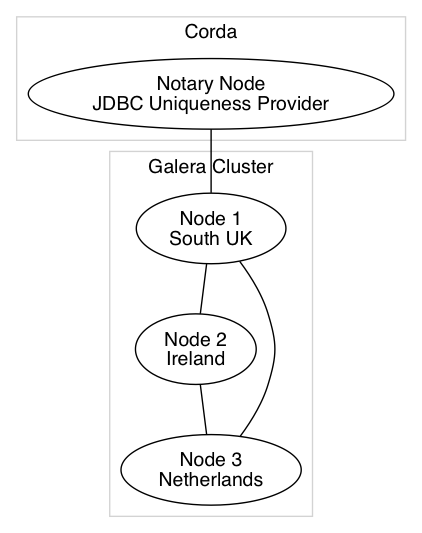 Corda
Notary Node
JDBC Uniqueness Provider
Galera Cluster
Node 1
South UK
Node 2
Ireland
Node 3
Netherlands